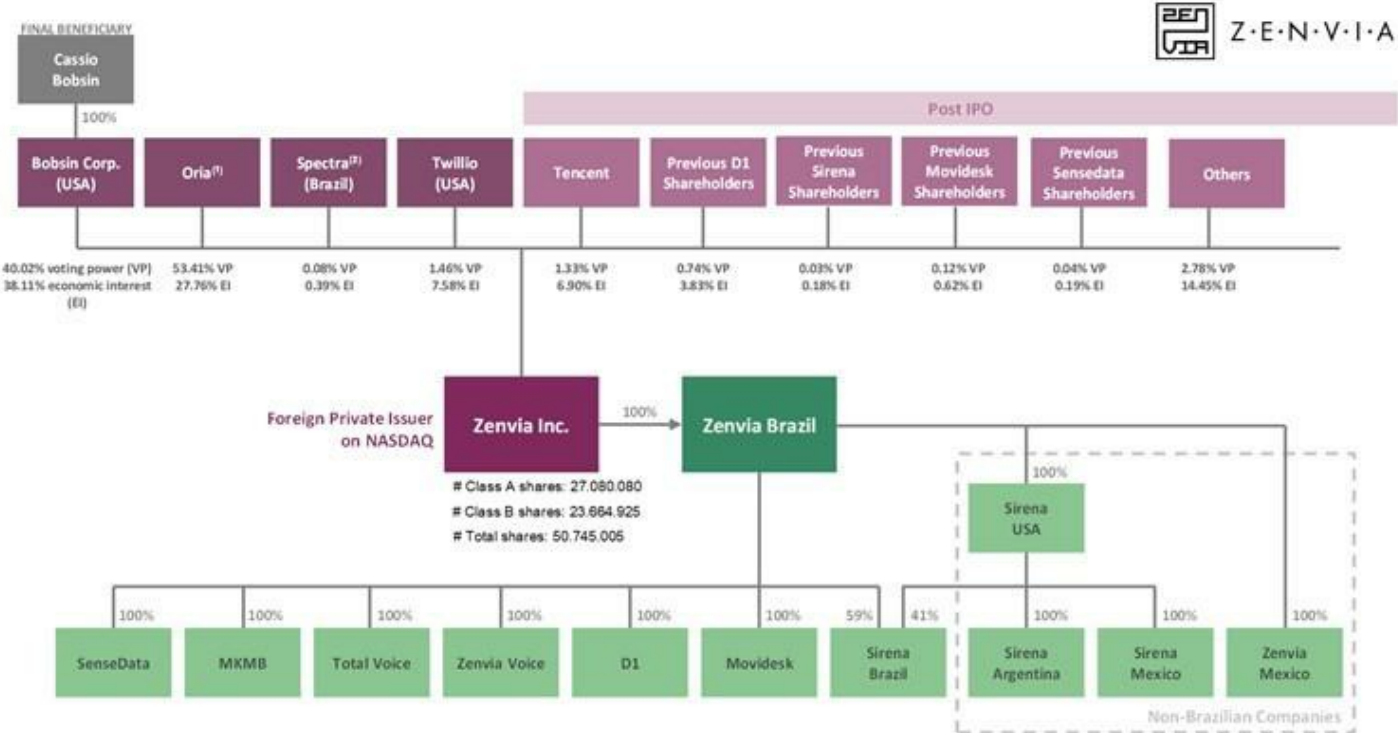 FINAL BENEFICIARY
Cassio
Bobsin
100%
ZENVIA
Z·E·N·V·I·A
Post IPO
Bobsin Corp.
(USA)
Oria(1)
Spectra(2)
(Brazil)
Twillio
(USA)
Tencent
Previous D1
Shareholders
Previous
Sirena
Shareholders
Previous
Movidesk
Shareholders
Previous
Sensedata
Shareholders
Others
40.02% voting power (VP)
38.11% economic interest
(EI)
53.41% VP
27.76% EI
0.08% VP
0.39% EI
1.46% VP
7.58% EI
1.33% VP
6.90% EI
0.74% VP
3.83% EI
0.03% VP
0.18% EI
0.12% VP
0.62% EI
0.04% VP
0.19% EI
2.78% VP
14.45% EI
Foreign Private Issuer
on NASDAQ
Zenvia Inc.
100%
Zenvia Brazil
# Class A shares: 27.080.080
# Class B shares: 23.664.925
# Total shares: 50.745.005
100%
Sirena
USA
100%
SenseData
100%
MKMB
100%
Total Voice
100%
Zenvia Voice
100%
D1
100%
Movidesk
59%
41%
Sirena
Brazil
100%
Sirena
Argentina
100%
Sirena
Mexico
100%
Zenvia
Mexico
Non-Brazilian Companies